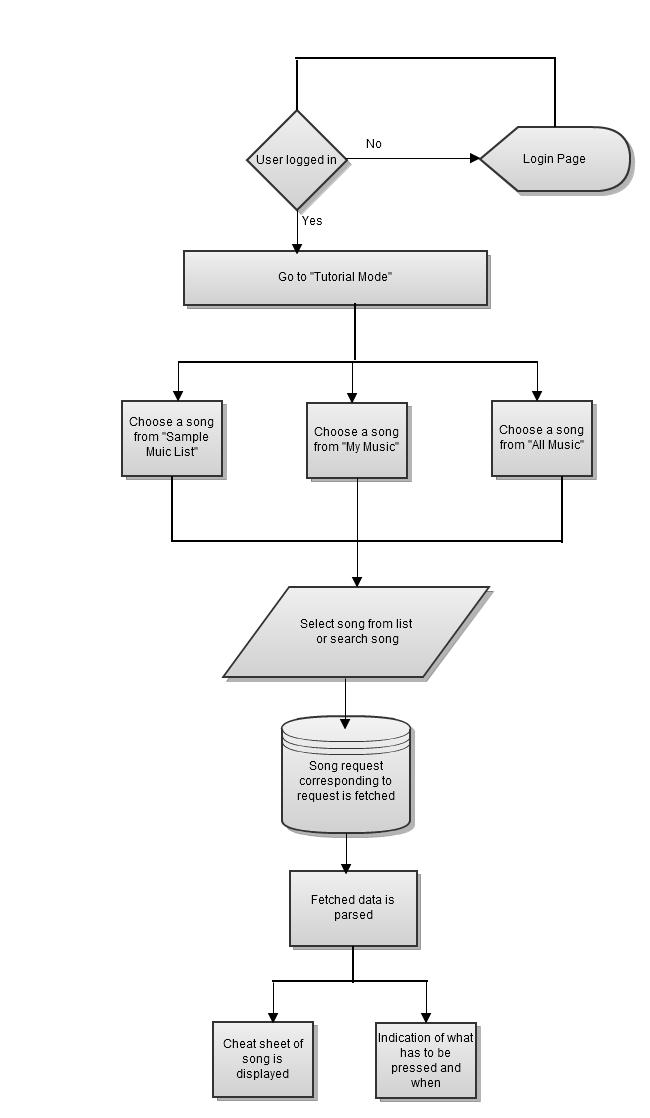 User logged in
No
Login Page
Yes
Go to "Tutorial Mode"
Choose a song
from "Sample
Muic List"
Choose a song
from "My Music"
Choose a song
from "All Music"
Select song from list
or search song
Song request
corresponding to
request is fetched
Fetched data is
parsed
Cheat sheet of
song is
displayed
Indication of what
has to be
pressed and
when